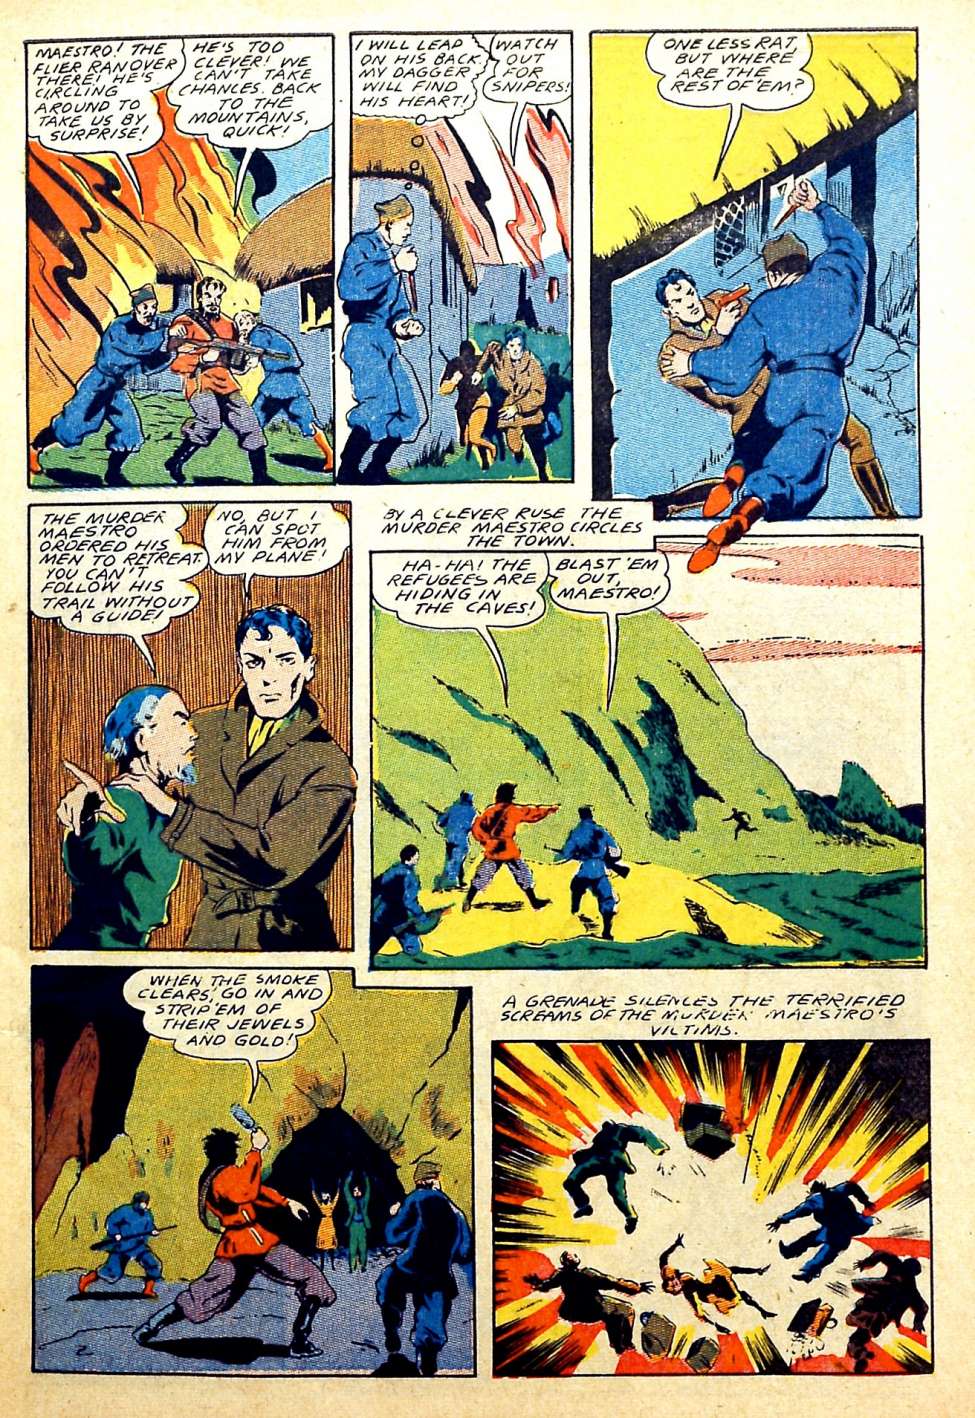 MAESTRO! THE
FLIER RAN OVER
THERE! HE'S
CIRCLING
AROUND TO
TAKE US BY
SURPRISE!
HE'S TOO
CLEVER! WE
CAN'T TAKE
CHANCES. BACK
TO THE
MOUNTAINS,
QUICK!
I WILL LEAP
ON HIS BACK.
MY DAGGER
WILL FIND
HIS HEART!
WATCH
OUT
FOR
SNIPERS!
ONE LESS RAT,
BUT WHERE
ARE THE
REST OF 'EM?
THE MURDER
MAESTRO
ORDERED HIS
MEN TO RETREAT.
YOU CAN'T
FOLLOW HIS
TRAIL WITHOUT
A GUIDE!
NO, BUT I
CAN SPOT
HIM FROM
MY PLANE!
BY A CLEVER RUSE THE
MURDER MAESTRO CIRCLES
THE TOWN.
HA-HA! THE
REFUGEES ARE
HIDING IN
THE CAVES!
BLAST 'EM
OUT,
MAESTRO!
WHEN THE SMOKE
CLEARS, GO IN AND
STRIP 'EM OF
THEIR JEWELS
AND GOLD!
A GRENADE SILENCES THE TERRIFIED
SCREAMS OF THE MURDER MAESTRO'S
VICTIMS.